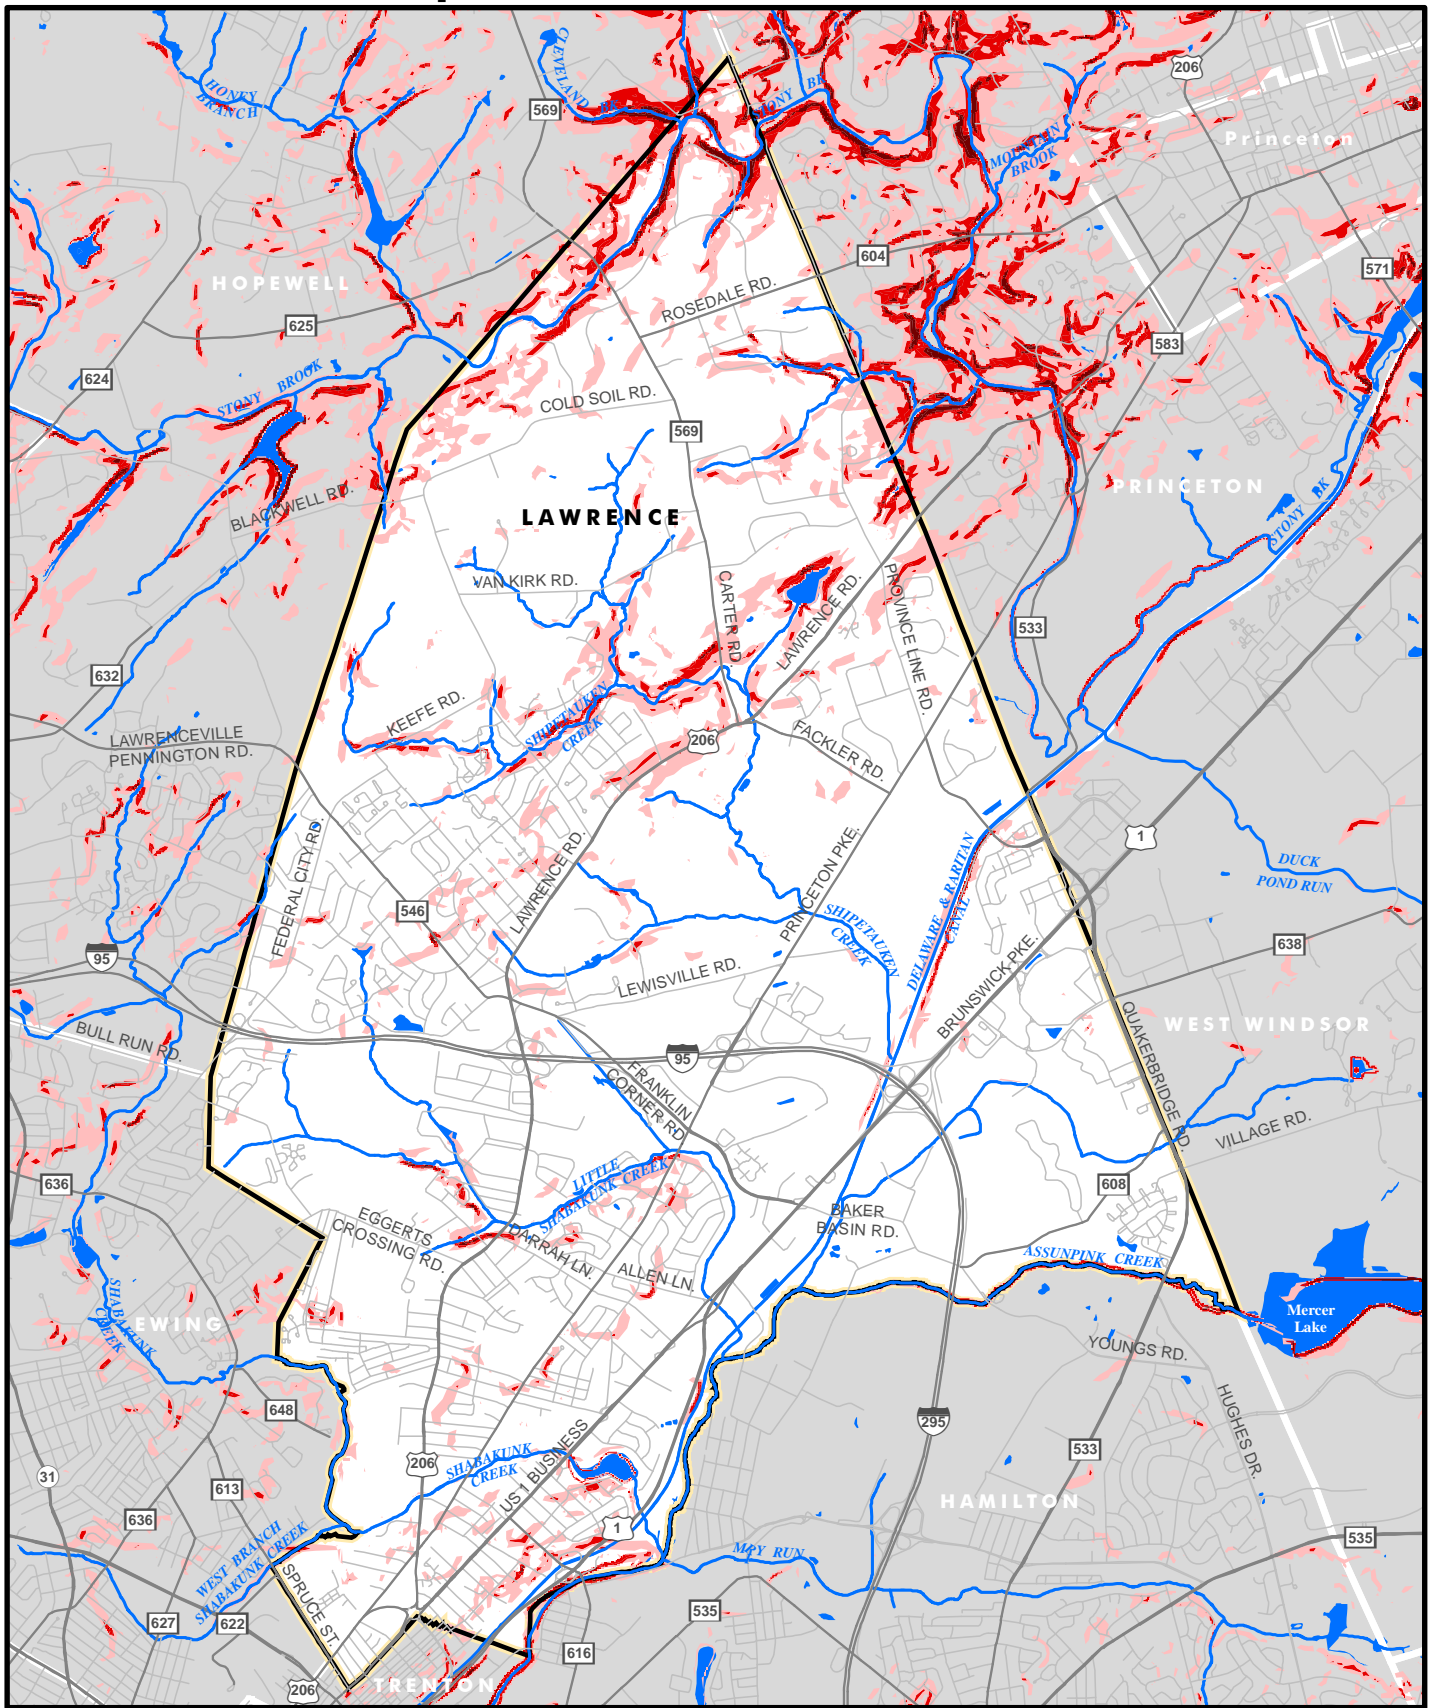 206
CLEVELAND BK
STONY BK
569
HONEY
BRANCH
Princeton
MOUNTAIN
BROOK
604
571
HOPEWELL
ROSEDALE RD.
625
583
624
STONY BROOK
COLD SOIL RD.
569
BLACKWELL RD.
PRINCETON
LAWRENCE
STONY BK
VAN KIRK RD.
CARTER RD
LAWRENCE RD.
PROVINCE LINE RD.
533
632
KEEFE RD.
SHIPETAUKEN
CREEK
LAWRENCEVILLE
PENNINGTON RD.
206
FACKLER RD.
1
FEDERAL CITY RD.
LAWRENCE RD.
PRINCETON PKE.
DELAWARE & RARITAN
CANAL
DUCK
POND RUN
546
SHIPETAUKEN
CREEK
638
95
LEWISVILLE RD.
BRUNSWICK PKE.
QUAKERBRIDGE RD.
WEST WINDSOR
BULL RUN RD.
95
FRANKLIN
CORNER RD
VILLAGE RD.
636
LITTLE
SHABAKUNK CREEK
608
EGGERTS
CROSSING RD.
BAKER
BASIN RD.
DARRAH LN.
ALLEN LN.
ASSUNPINK CREEK
SHABAKUNK
CREEK
EWING
Mercer
Lake
YOUNGS RD.
HUGHES DR.
648
295
533
31
206
SHABAKUNK
CREEK
US 1 BUSINESS
613
HAMILTON
636
1
535
WEST BRANCH
SHABAKUNK CREEK
MIRY RUN
SPRUCE ST.
627
622
535
616
206
TRENTON